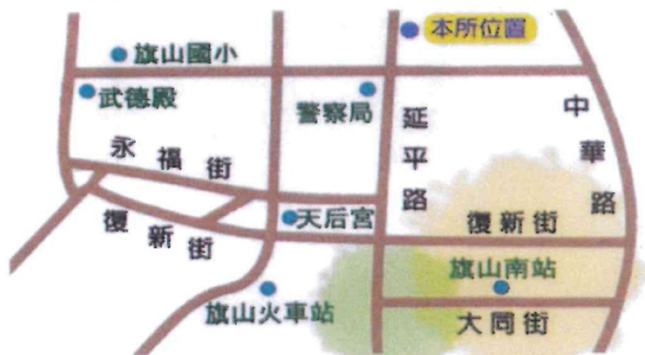 本所位置
旗山國小
武德殿
警察局
延平路
中華路
永福街
天后宮
復新街
復新街
旗山南站
旗山火車站
大同街